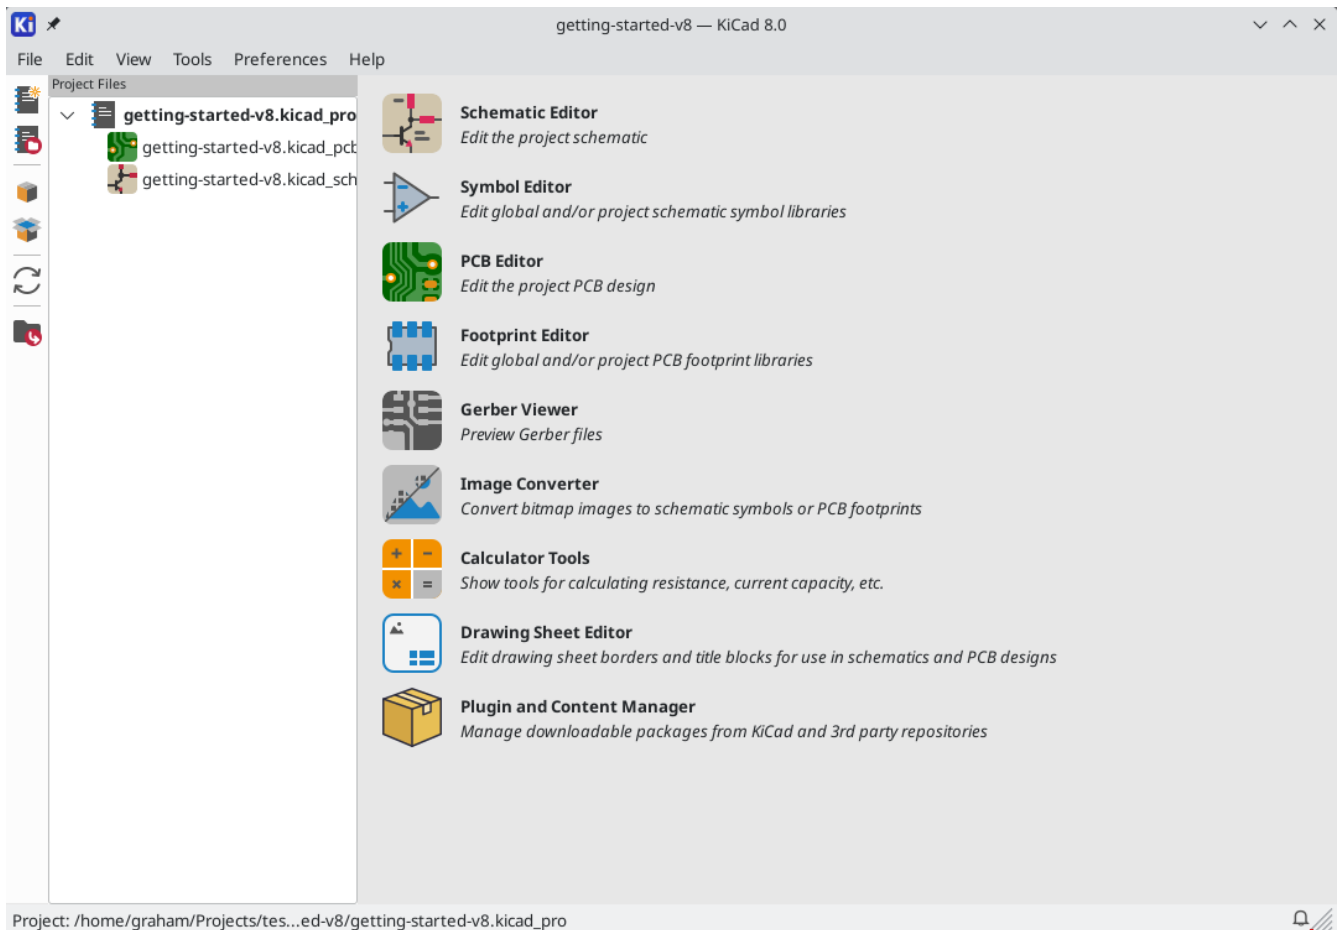 Ki
getting-started-v8 — KiCad 8.0
File Edit View Tools Preferences Help
Project Files
getting-started-v8.kicad_pro
getting-started-v8.kicad_pcb
getting-started-v8.kicad_sch
Schematic Editor
Edit the project schematic
Symbol Editor
Edit global and/or project schematic symbol libraries
PCB Editor
Edit the project PCB design
Footprint Editor
Edit global and/or project PCB footprint libraries
Gerber Viewer
Preview Gerber files
Image Converter
Convert bitmap images to schematic symbols or PCB footprints
Calculator Tools
Show tools for calculating resistance, current capacity, etc.
Drawing Sheet Editor
Edit drawing sheet borders and title blocks for use in schematics and PCB designs
Plugin and Content Manager
Manage downloadable packages from KiCad and 3rd party repositories
Project: /home/graham/Projects/tes...ed-v8/getting-started-v8.kicad_pro